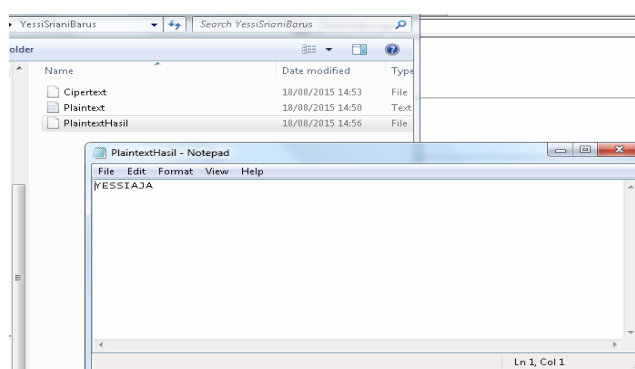 YessiSrianiBarus
Search YessiSrianiBarus
older
Name Date modified Type
Cipertext 18/08/2015 14:53 File
Plaintext 18/08/2015 14:50 Text
PlaintextHasil 18/08/2015 14:56 File
PlaintextHasil - Notepad
File Edit Format View Help
YESSIAJA
Ln 1, Col 1